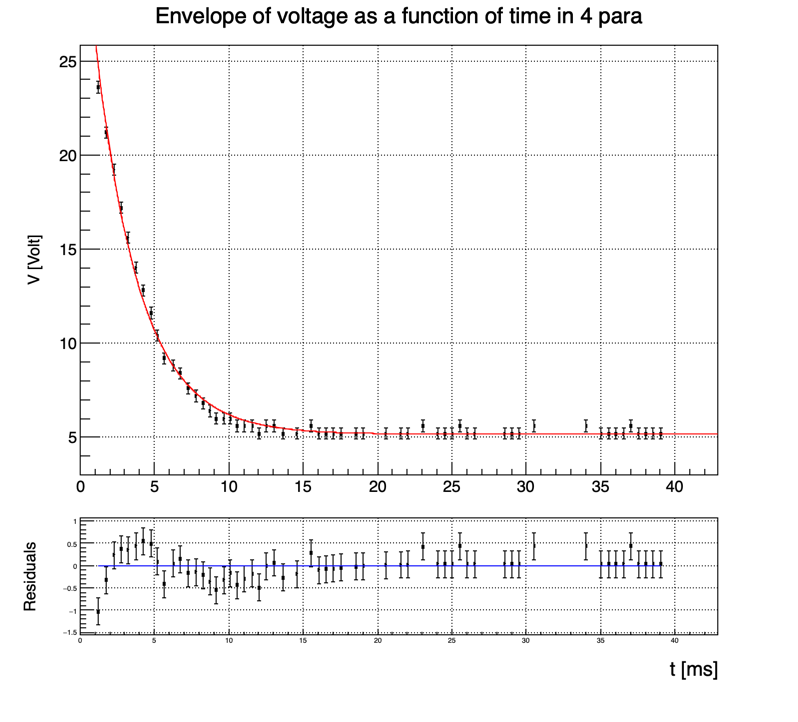 Envelope of voltage as a function of time in 4 para
V [Volt]
25
20
15
10
5
0 5 10 15 20 25 30 35 40
Residuals
1
0.5
0
−0.5
−1
−1.5
0 5 10 15 20 25 30 35 40
t [ms]